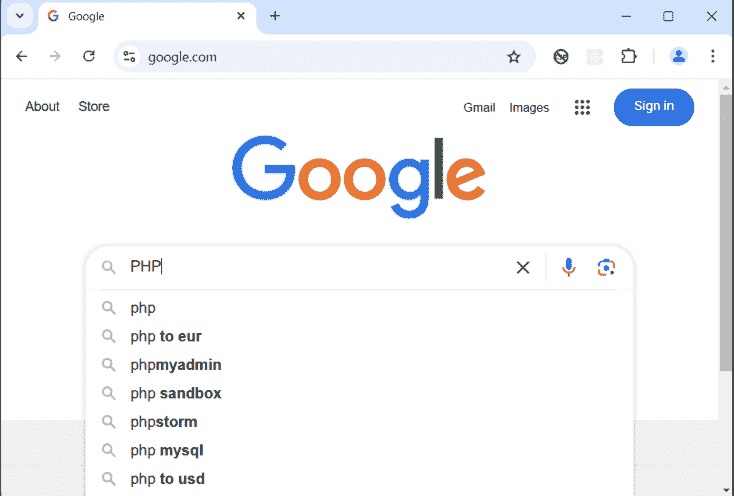 Google
google.com
About Store Gmail Images Sign in
Google
PHP
php
php to eur
phpmyadmin
php sandbox
phpstorm
php mysql
php to usd